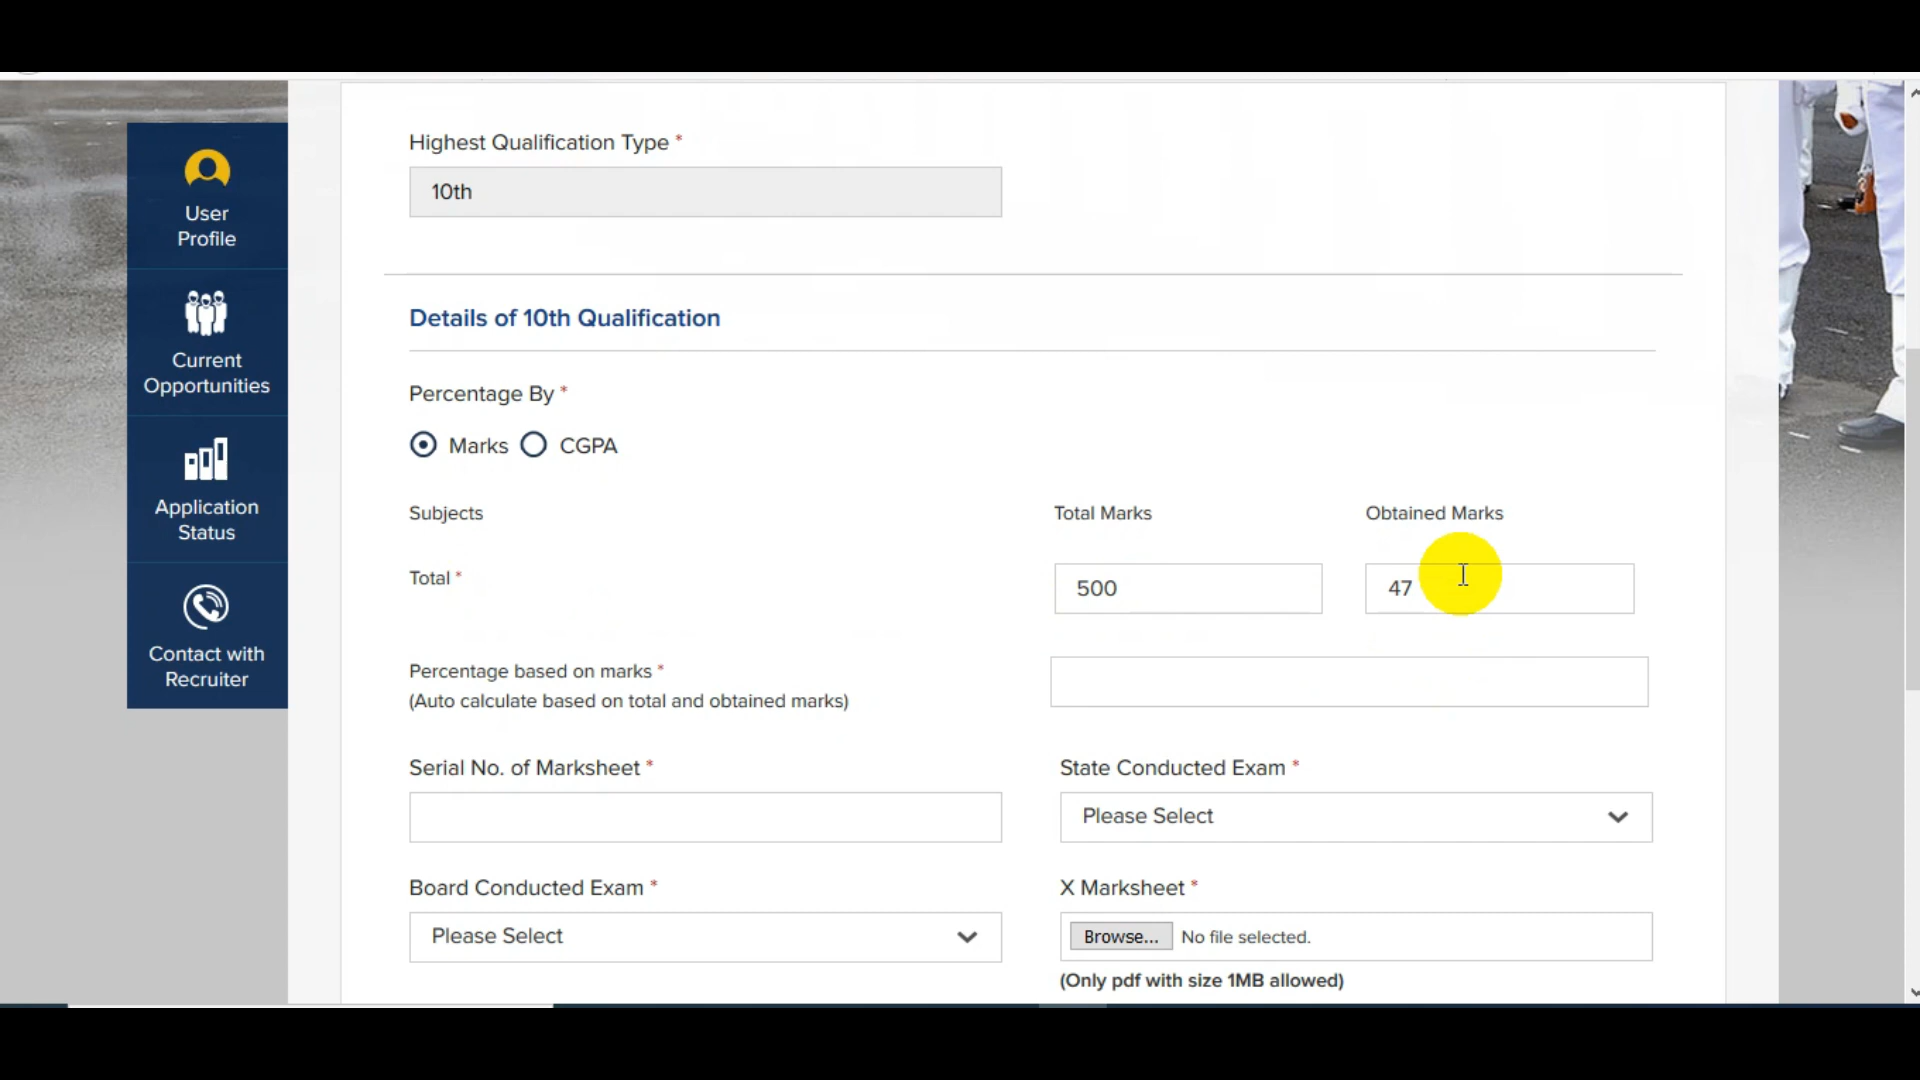 User
Profile
Current
Opportunities
Application
Status
Contact with
Recruiter
Highest Qualification Type *
10th
Details of 10th Qualification
Percentage By *
Marks CGPA
Subjects Total Marks Obtained Marks
Total * 500 47
Percentage based on marks *
(Auto calculate based on total and obtained marks)
Serial No. of Marksheet * State Conducted Exam *
Please Select
Board Conducted Exam * X Marksheet *
Please Select Browse... No file selected.
(Only pdf with size 1MB allowed)